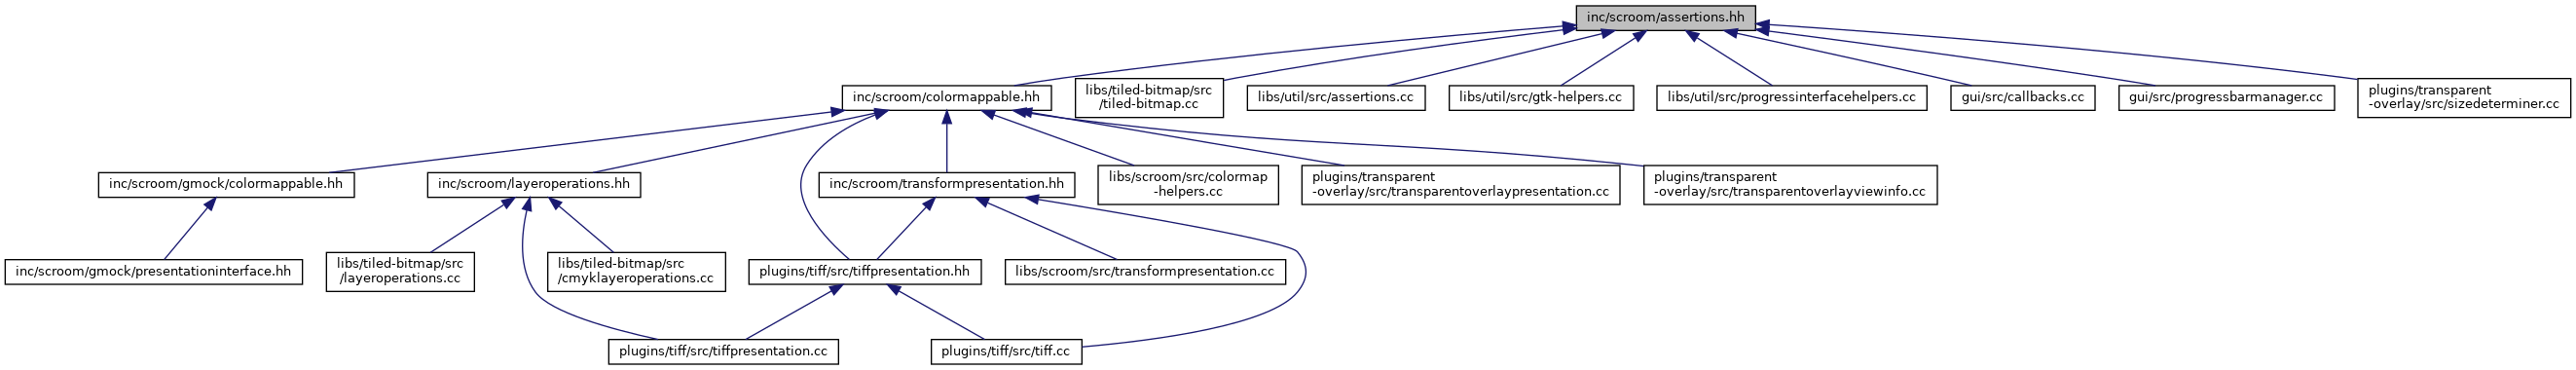 inc/scroom/assertions.hh
inc/scroom/colormappable.hh
libs/tiled-bitmap/src
/tiled-bitmap.cc
libs/util/src/assertions.cc
libs/util/src/gtk-helpers.cc
libs/util/src/progressinterfacehelpers.cc
gui/src/callbacks.cc
gui/src/progressbarmanager.cc
plugins/transparent
-overlay/src/sizedeterminer.cc
inc/scroom/gmock/colormappable.hh
inc/scroom/layeroperations.hh
inc/scroom/transformpresentation.hh
libs/scroom/src/colormap
-helpers.cc
plugins/transparent
-overlay/src/transparentoverlaypresentation.cc
plugins/transparent
-overlay/src/transparentoverlayviewinfo.cc
inc/scroom/gmock/presentationinterface.hh
libs/tiled-bitmap/src
/layeroperations.cc
libs/tiled-bitmap/src
/cmyklayeroperations.cc
plugins/tiff/src/tiffpresentation.hh
libs/scroom/src/transformpresentation.cc
plugins/tiff/src/tiffpresentation.cc
plugins/tiff/src/tiff.cc